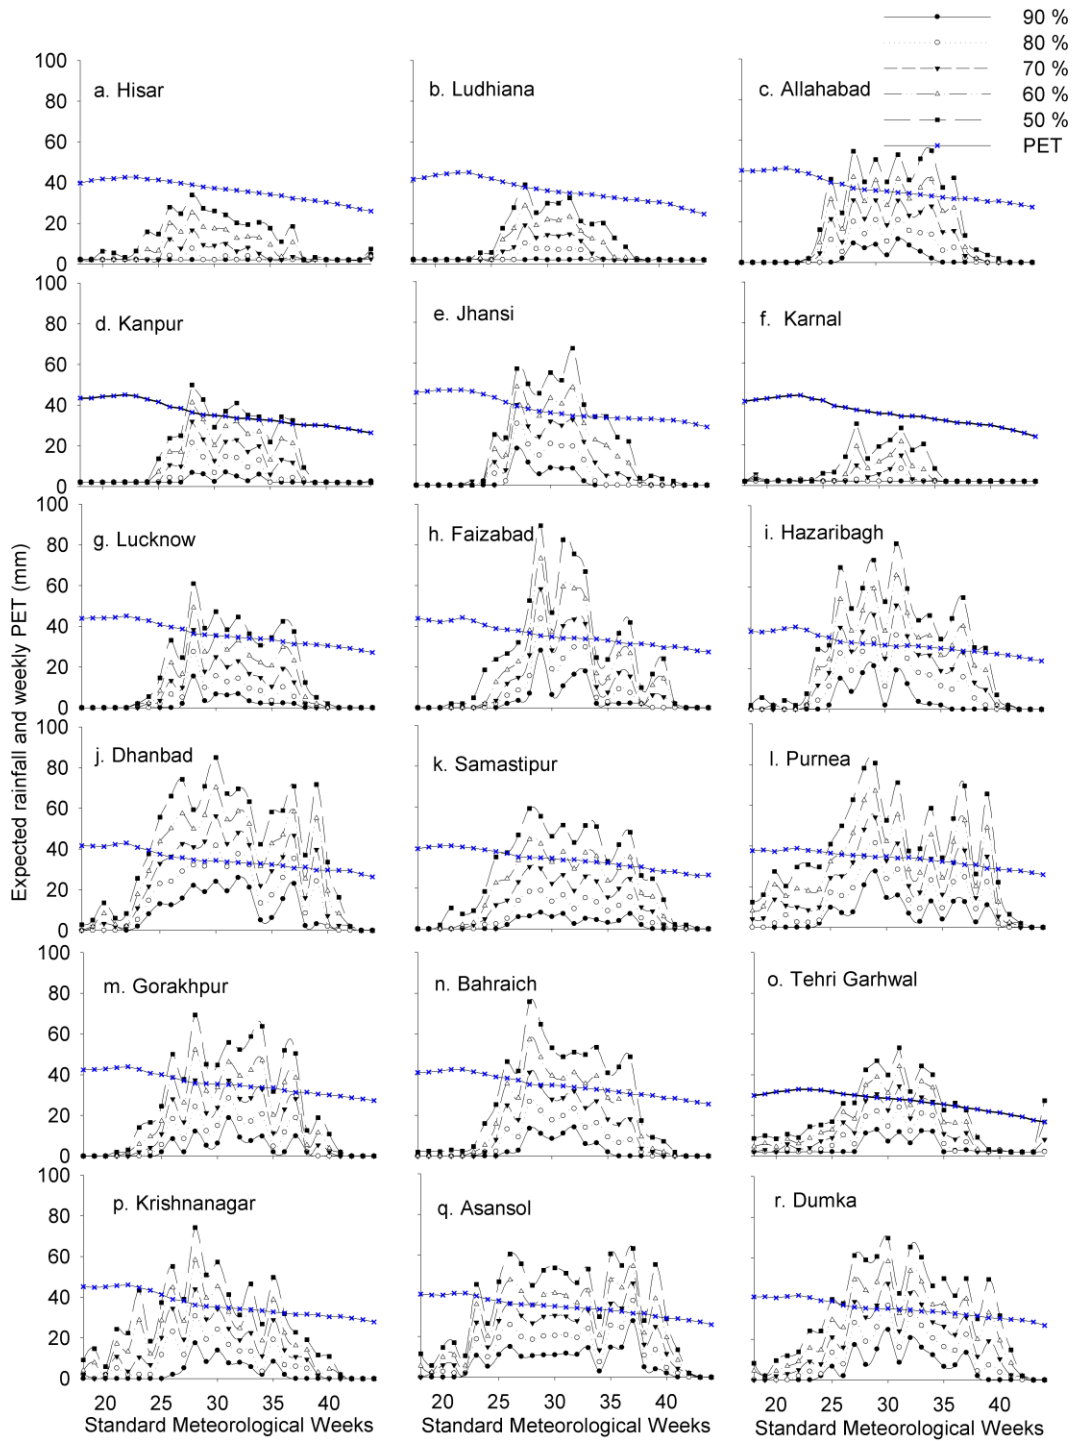 90 %
80 %
70 %
60 %
50 %
PET
100
80
60
40
20
0
a. Hisar
b. Ludhiana
c. Allahabad
100
80
60
40
20
0
d. Kanpur
e. Jhansi
f. Karnal
100
80
60
40
20
0
g. Lucknow
h. Faizabad
i. Hazaribagh
Expected rainfall and weekly PET (mm)
100
80
60
40
20
0
j. Dhanbad
k. Samastipur
l. Purnea
100
80
60
40
20
0
m. Gorakhpur
n. Bahraich
o. Tehri Garhwal
100
80
60
40
20
0
p. Krishnanagar
q. Asansol
r. Dumka
20 25 30 35 40
20 25 30 35 40
20 25 30 35 40
Standard Meteorological Weeks
Standard Meteorological Weeks
Standard Meteorological Weeks